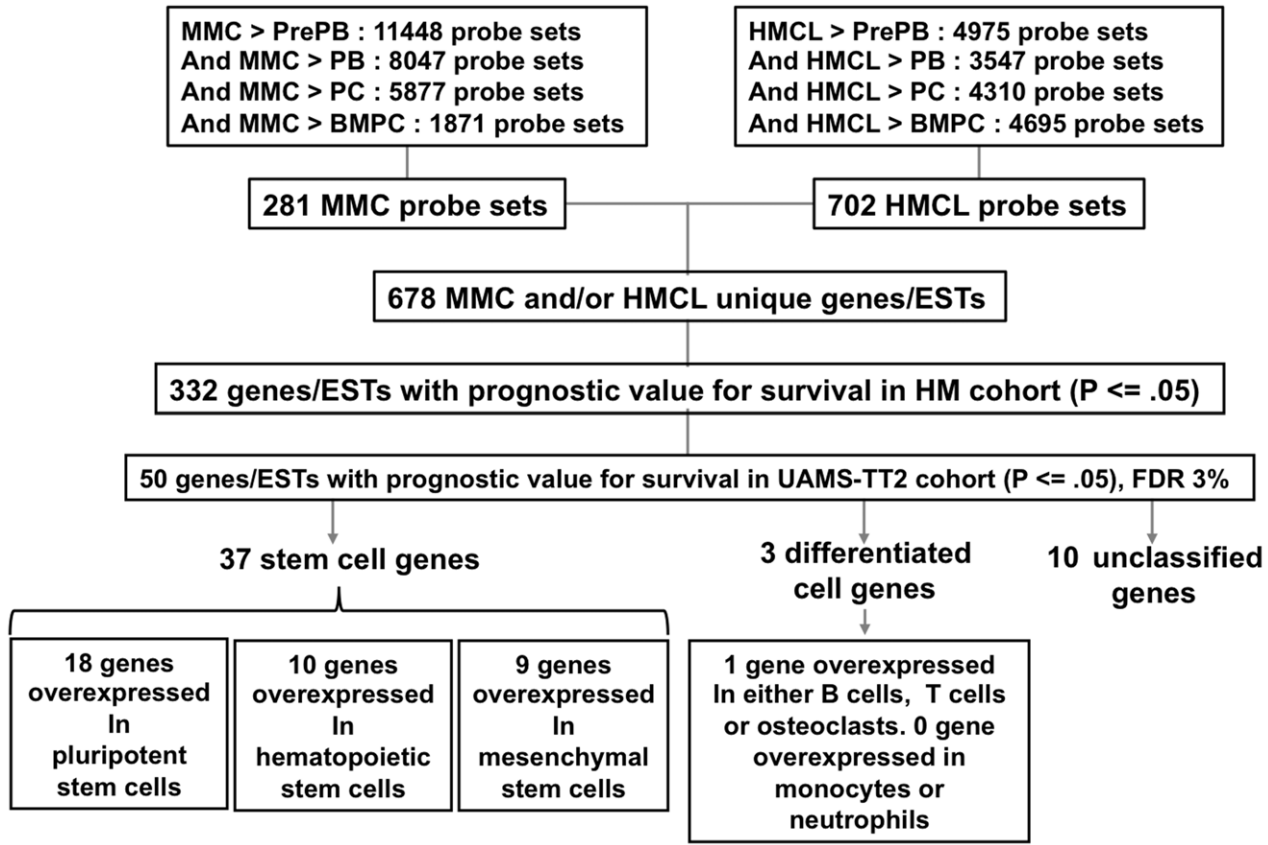 MMC > PrePB : 11448 probe sets
And MMC > PB : 8047 probe sets
And MMC > PC : 5877 probe sets
And MMC > BMPC : 1871 probe sets
HMCL > PrePB : 4975 probe sets
And HMCL > PB : 3547 probe sets
And HMCL > PC : 4310 probe sets
And HMCL > BMPC : 4695 probe sets
281 MMC probe sets
702 HMCL probe sets
678 MMC and/or HMCL unique genes/ESTs
332 genes/ESTs with prognostic value for survival in HM cohort (P <= .05)
50 genes/ESTs with prognostic value for survival in UAMS-TT2 cohort (P <= .05), FDR 3%
37 stem cell genes
3 differentiated
cell genes
10 unclassified
genes
18 genes
overexpressed
In
pluripotent
stem cells
10 genes
overexpressed
In
hematopoietic
stem cells
9 genes
overexpressed
In
mesenchymal
stem cells
1 gene overexpressed
In either B cells, T cells
or osteoclasts. 0 gene
overexpressed in
monocytes or
neutrophils